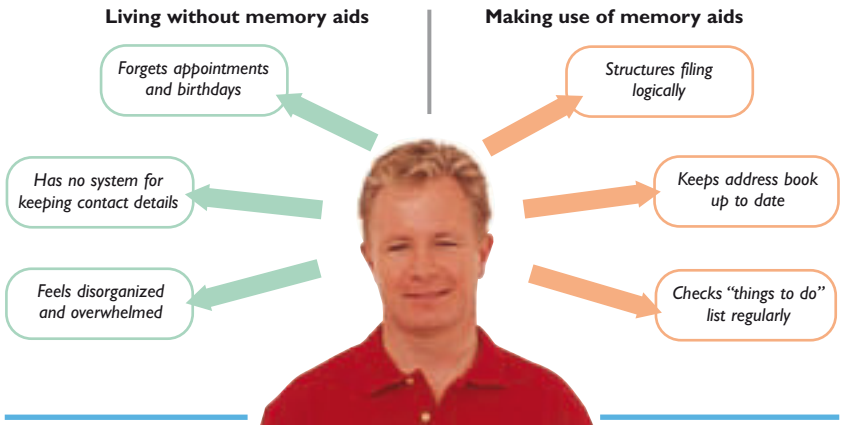 Living without memory aids
Forgets appointments
and birthdays
Has no system for
keeping contact details
Feels disorganized
and overwhelmed
Making use of memory aids
Structures filing
logically
Keeps address book
up to date
Checks “things to do”
list regularly